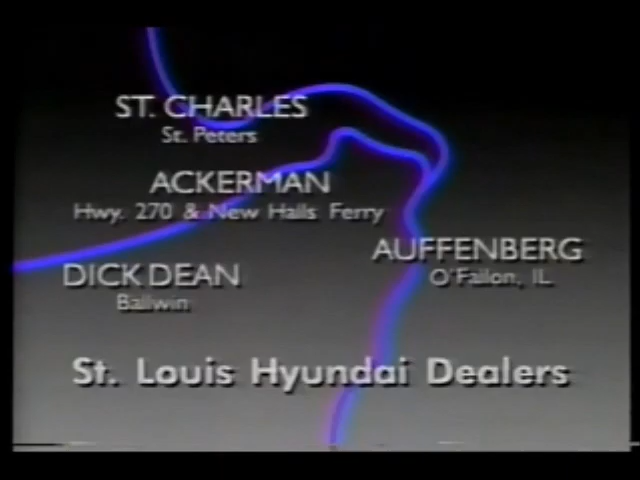 ST. CHARLES
St. Peters
ACKERMAN
Hwy. 270 & New Halls Ferry
AUFFENBERG
O'Fallon, IL
DICK DEAN
Ballwin
St. Louis Hyundai Dealers